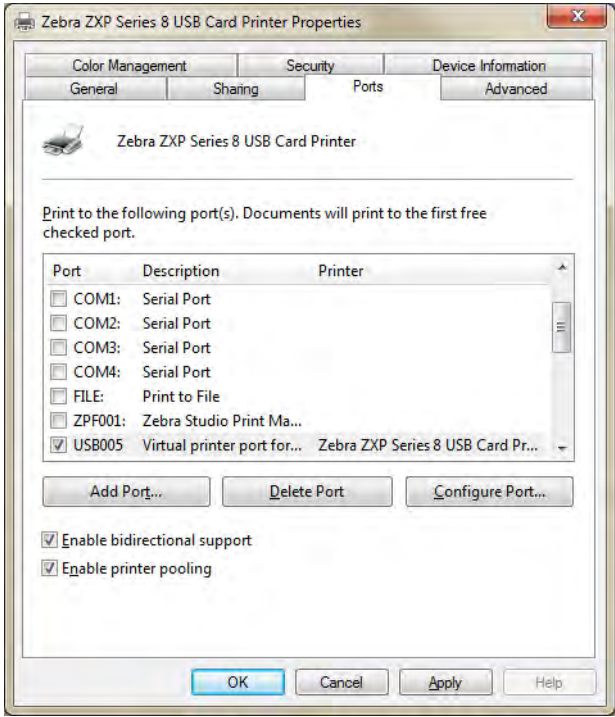 Zebra ZXP Series 8 USB Card Printer Properties
Color Management Security Device Information
General Sharing Ports Advanced
Zebra ZXP Series 8 USB Card Printer
Print to the following port(s). Documents will print to the first free
checked port.
Port Description Printer
COM1: Serial Port
COM2: Serial Port
COM3: Serial Port
COM4: Serial Port
FILE: Print to File
ZPF001: Zebra Studio Print Ma...
USB005 Virtual printer port for... Zebra ZXP Series 8 USB Card Pr...
Add Port... Delete Port Configure Port...
Enable bidirectional support
Enable printer pooling
OK Cancel Apply Help